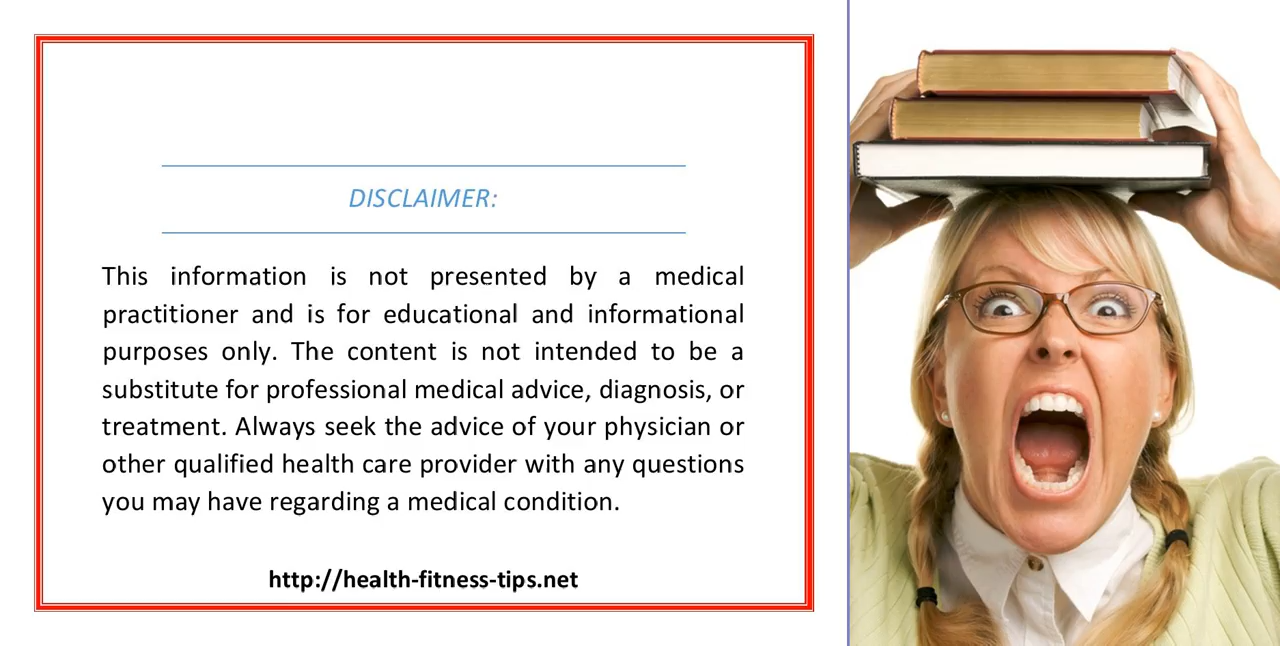 DISCLAIMER:
This information is not presented by a medical
practitioner and is for educational and informational
purposes only. The content is not intended to be a
substitute for professional medical advice, diagnosis, or
treatment. Always seek the advice of your physician or
other qualified health care provider with any questions
you may have regarding a medical condition.
http://health-fitness-tips.net